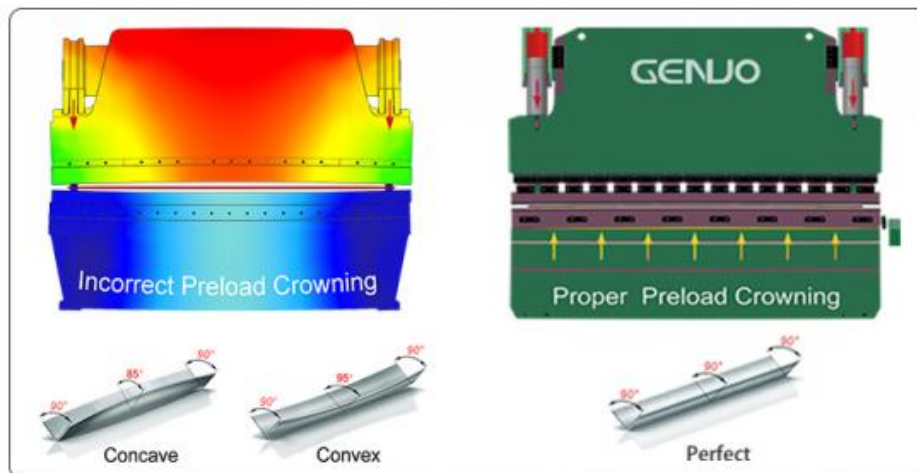 GENUO
Incorrect Preload Crowning
Proper Preload Crowning
90° 85° 90°
90° 95° 90°
90° 90° 90°
Concave
Convex
Perfect